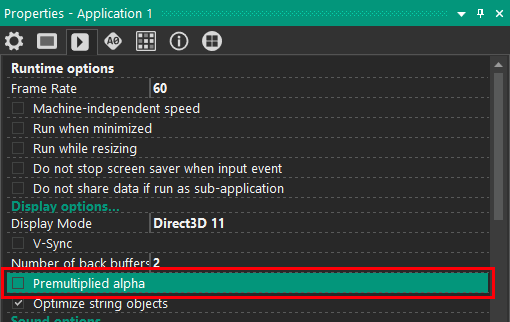 Properties - Application 1
A0
Runtime options
Frame Rate 60
Machine-independent speed
Run when minimized
Run while resizing
Do not stop screen saver when input event
Do not share data if run as sub-application
Display options...
Display Mode Direct3D 11
V-Sync
Number of back buffers 2
Premultiplied alpha
Optimize string objects
Sound options